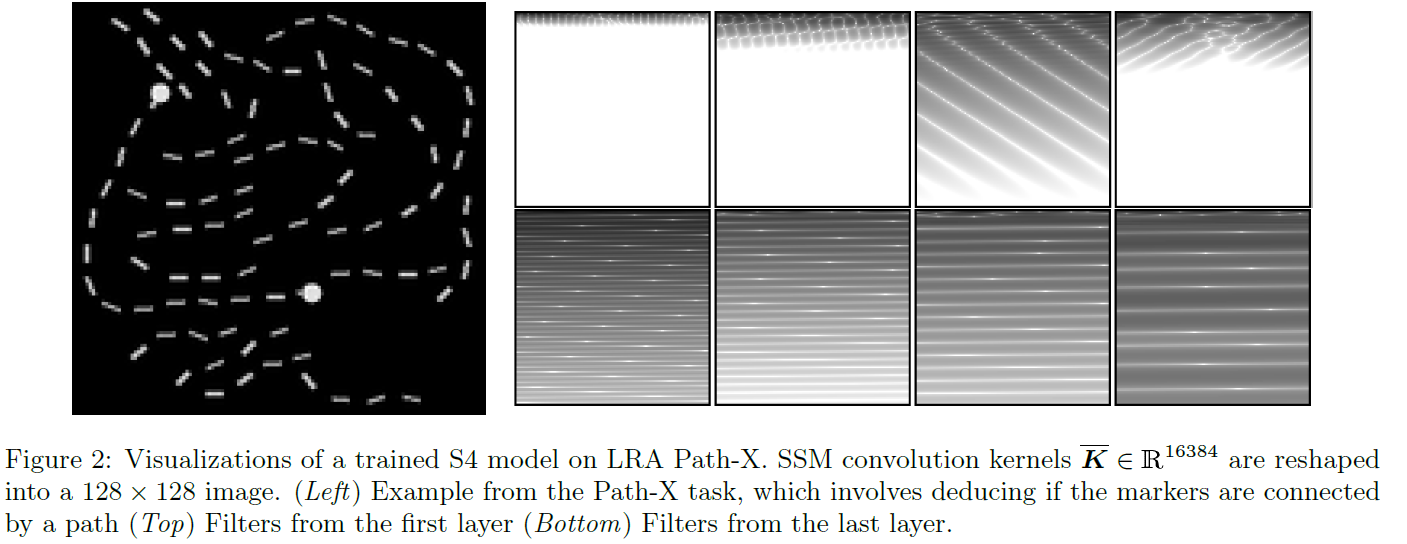 Figure 2: Visualizations of a trained S4 model on LRA Path-X. SSM convolution kernels K̅ ∈ ℝ¹⁶³⁸⁴ are reshaped
into a 128 × 128 image. (Left) Example from the Path-X task, which involves deducing if the markers are connected
by a path (Top) Filters from the first layer (Bottom) Filters from the last layer.